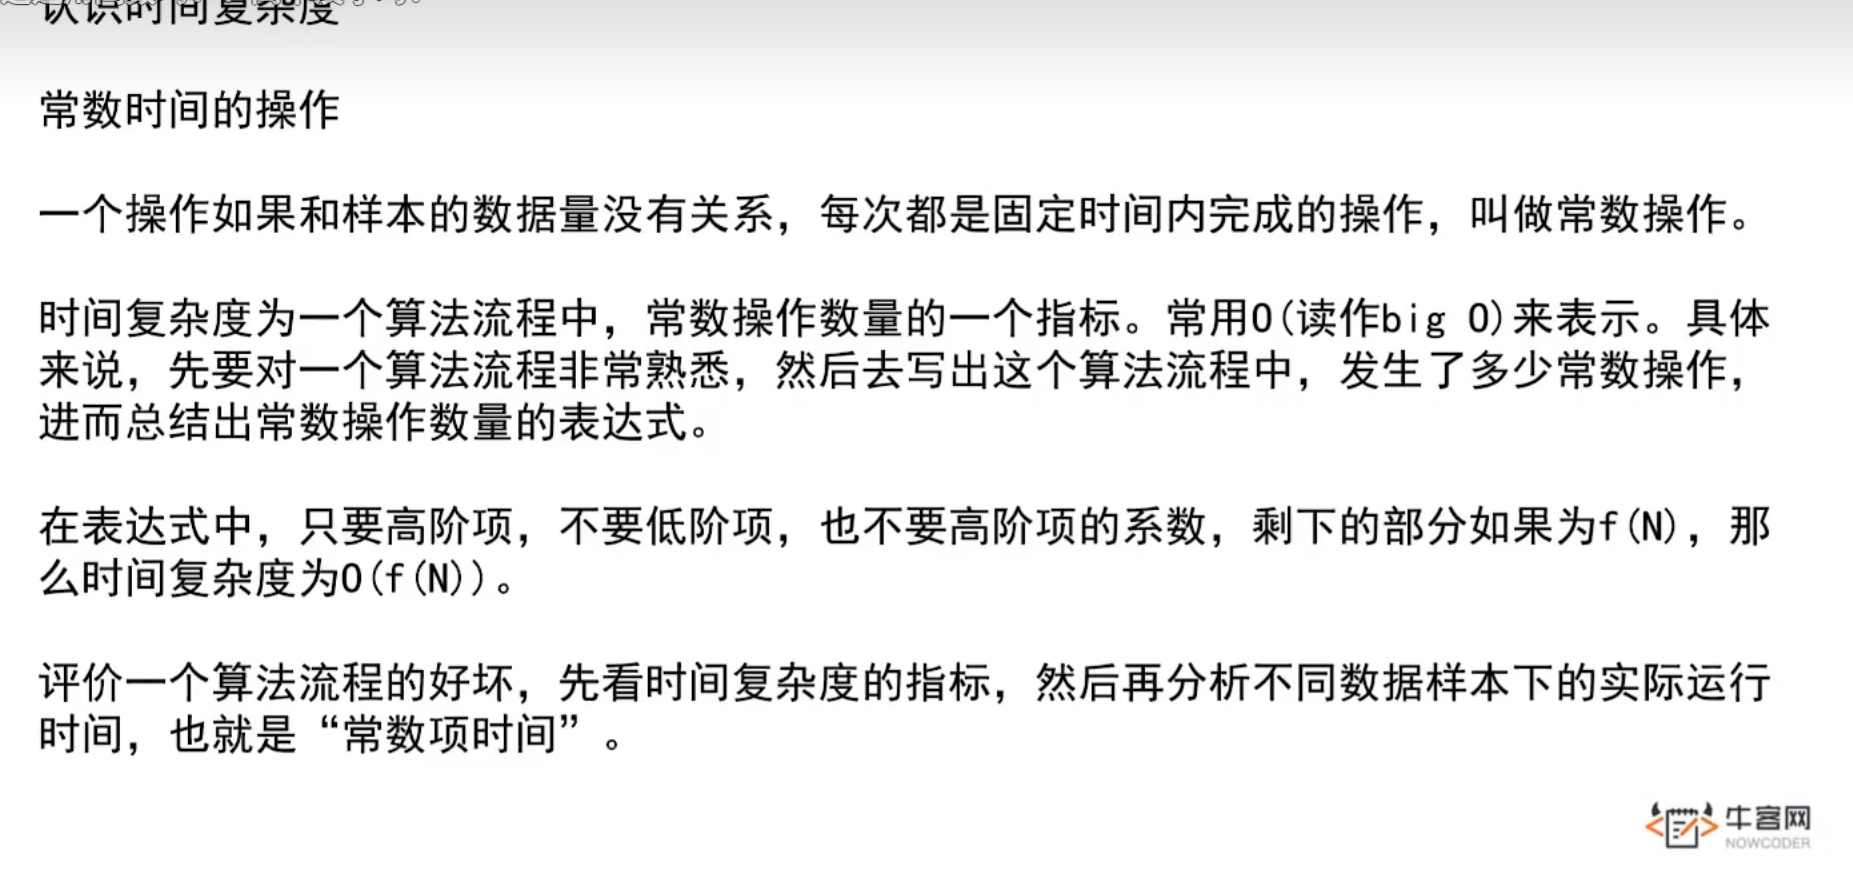 认识时间复杂度
常数时间的操作
一个操作如果和样本的数据量没有关系，每次都是固定时间内完成的操作，叫做常数操作。
时间复杂度为一个算法流程中，常数操作数量的一个指标。常用O(读作big O)来表示。具体
来说，先要对一个算法流程非常熟悉，然后去写出这个算法流程中，发生了多少常数操作，
进而总结出常数操作数量的表达式。
在表达式中，只要高阶项，不要低阶项，也不要高阶项的系数，剩下的部分如果为f(N)，那
么时间复杂度为O(f(N))。
评价一个算法流程的好坏，先看时间复杂度的指标，然后再分析不同数据样本下的实际运行
时间，也就是“常数项时间”。
牛客网
NOWCODER